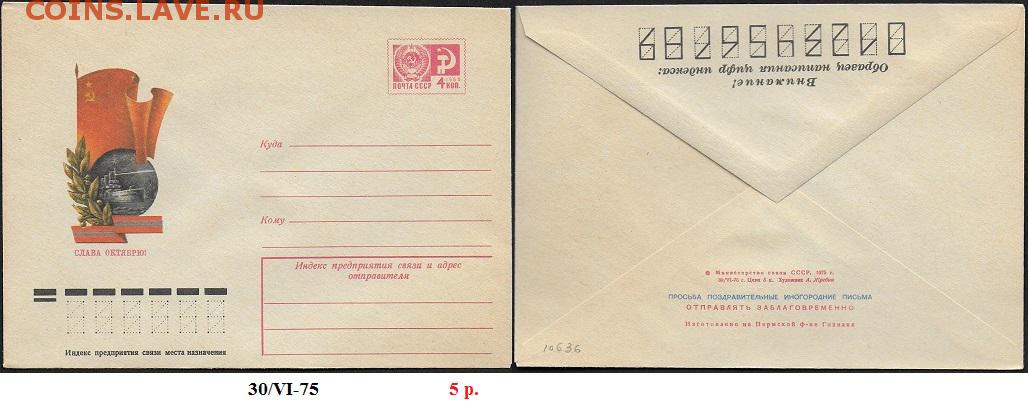 coins.LAVE.RU
ПОЧТА СССР
1966
4 коп.
Куда
Кому
СЛАВА ОКТЯБРЮ!
Индекс предприятия связи и адрес
отправителя
Индекс предприятия связи места назначения
Внимание!
Образец написания цифр индекса:
© Министерство связи СССР, 1975 г.
30/VI-75 г. Цена 5 к. Художник А.
ПРОСЬБА ПОЗДРАВИТЕЛЬНЫЕ ИНОГОРОДНИЕ ПИСЬМА
ОТПРАВЛЯТЬ ЗАБЛАГОВРЕМЕННО
Изготовлено на Пермской ф-ке Гознака
10636
30/VI-75
5 р.